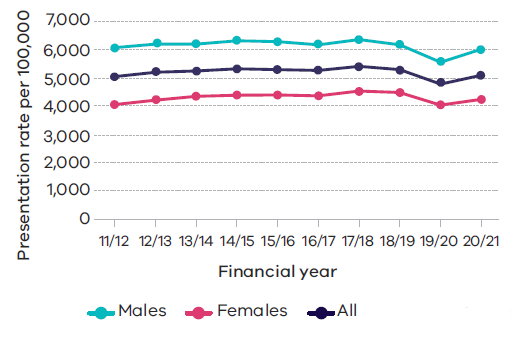 Presentation rate per 100,000
7,000
6,000
5,000
4,000
3,000
2,000
1,000
0
11/12 12/13 13/14 14/15 15/16 16/17 17/18 18/19 19/20 20/21
Financial year
Males Females All